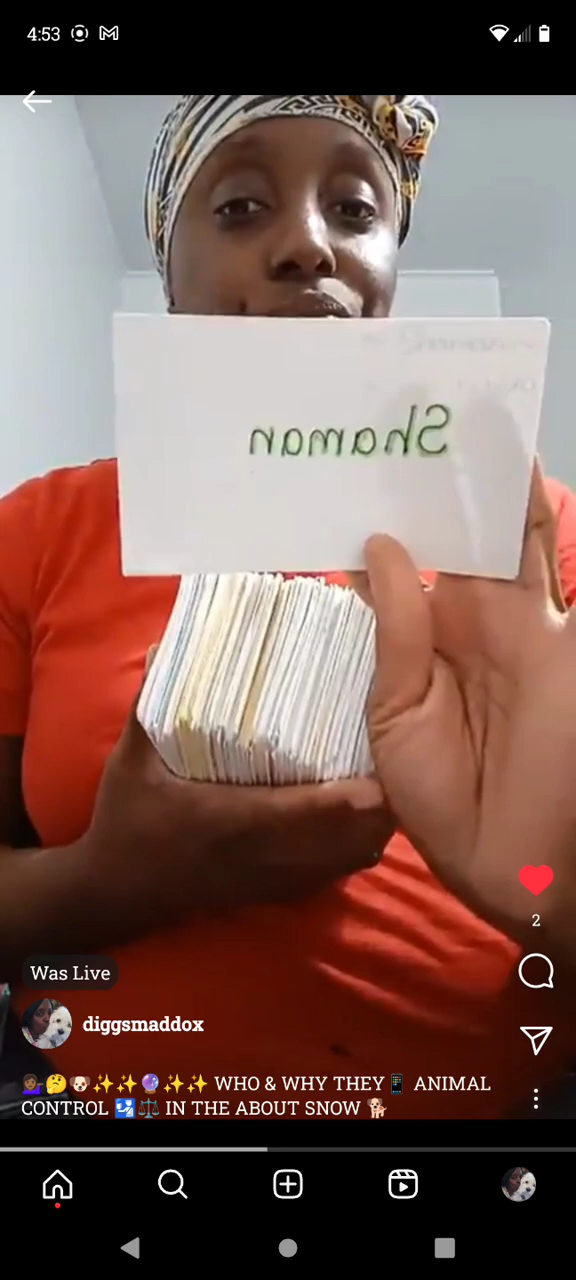 4:53
Shaman
Was Live
diggsmaddox
💁🏾‍♀️🤔🐶✨✨🔮✨✨ WHO & WHY THEY📱 ANIMAL
CONTROL 🛂⚖️ IN THE ABOUT SNOW 🐕
2